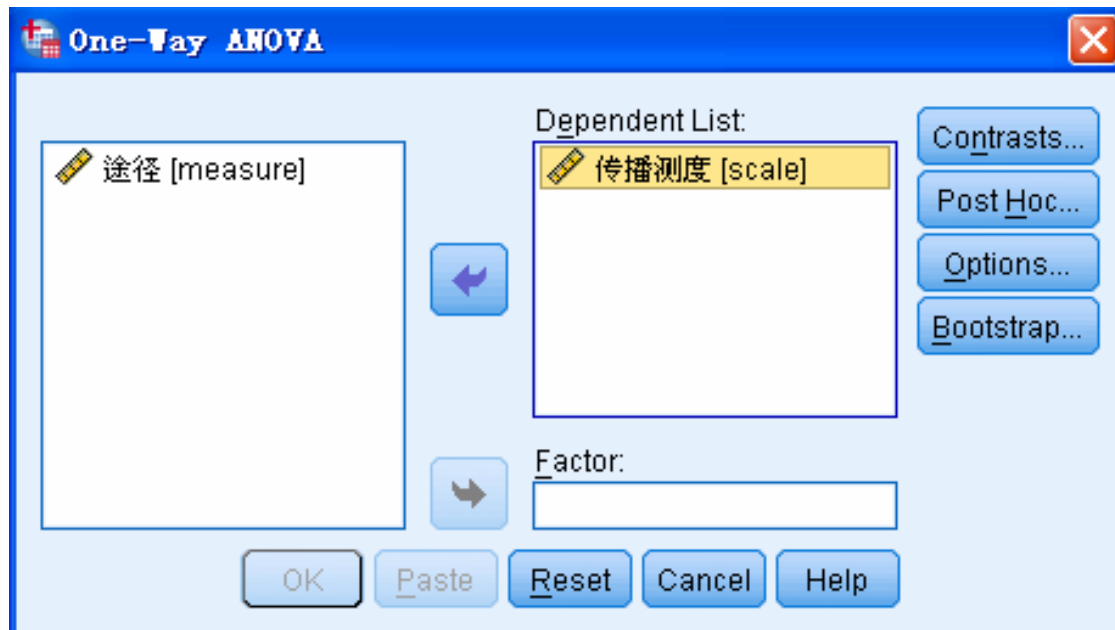 One-Way ANOVA
途径 [measure]
Dependent List:
传播测度 [scale]
Factor:
Contrasts...
Post Hoc...
Options...
Bootstrap...
OK
Paste
Reset
Cancel
Help